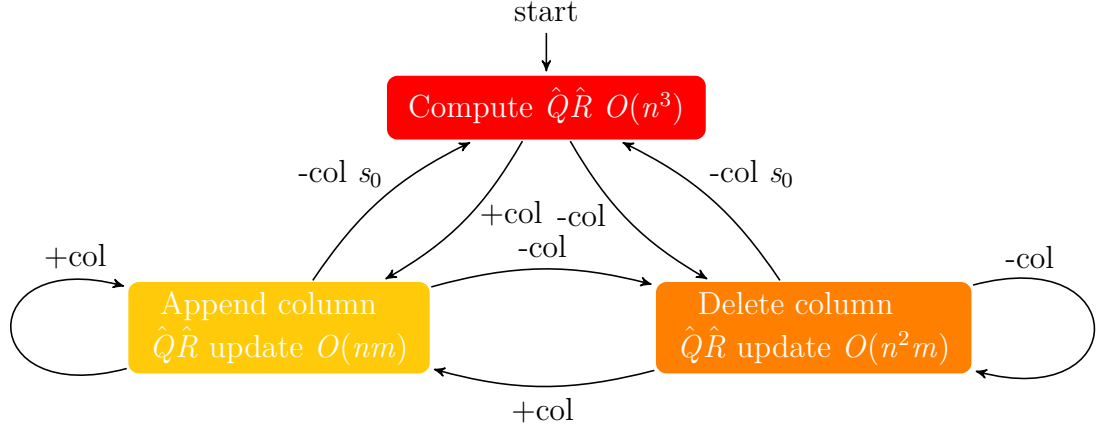 start
Compute Q̂R̂ O(n³)
-col s₀
-col s₀
+col
-col
-col
+col
-col
Append column
Q̂R̂ update O(nm)
Delete column
Q̂R̂ update O(n²m)
+col